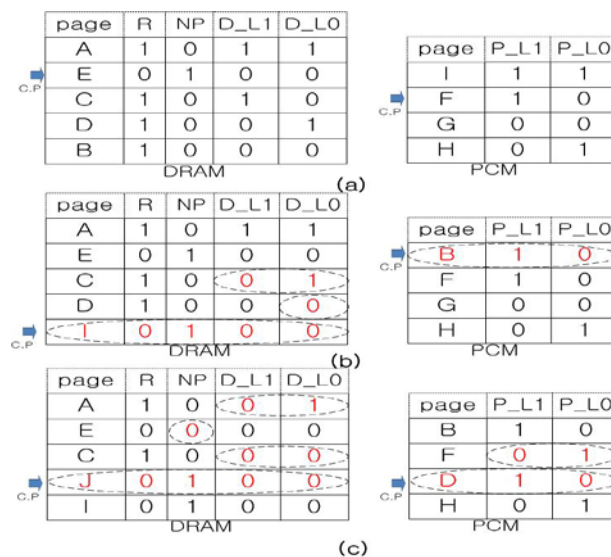 page R NP D_L1 D_L0
A 1 0 1 1
E 0 1 0 0
C.P
C 1 0 1 0
D 1 0 0 1
B 1 0 0 0
DRAM
page P_L1 P_L0
I 1 1
F 1 0
C.P
G 0 0
H 0 1
PCM
(a)
page R NP D_L1 D_L0
A 1 0 1 1
E 0 1 0 0
C 1 0 0 1
D 1 0 0 0
I 0 1 0 0
C.P
DRAM
page P_L1 P_L0
B 1 0
C.P
F 1 0
G 0 0
H 0 1
PCM
(b)
page R NP D_L1 D_L0
A 1 0 0 1
E 0 0 0 0
C 1 0 0 0
J 0 1 0 0
C.P
I 0 1 0 0
DRAM
page P_L1 P_L0
B 1 0
F 0 1
D 1 0
C.P
H 0 1
PCM
(c)